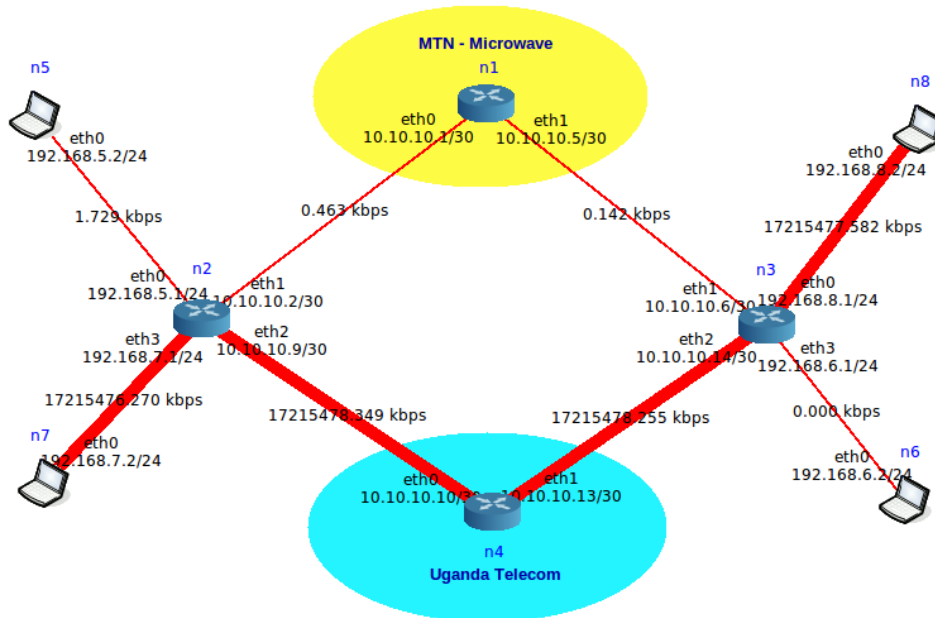 MTN - Microwave
n1
n5
n8
eth0
10.10.10.1/30
eth1
10.10.10.5/30
eth0
192.168.5.2/24
eth0
192.168.8.2/24
1.729 kbps
0.463 kbps
0.142 kbps
17215477.582 kbps
n2
n3
eth0
192.168.5.1/24
eth1
10.10.10.2/30
eth1
10.10.10.6/30
eth0
192.168.8.1/24
eth3
192.168.7.1/24
eth2
10.10.10.9/30
eth2
10.10.10.14/30
eth3
192.168.6.1/24
17215476.270 kbps
17215478.349 kbps
17215478.255 kbps
0.000 kbps
n7
eth0
192.168.7.2/24
n6
eth0
192.168.6.2/24
eth0
10.10.10.10/30
eth1
10.10.10.13/30
n4
Uganda Telecom